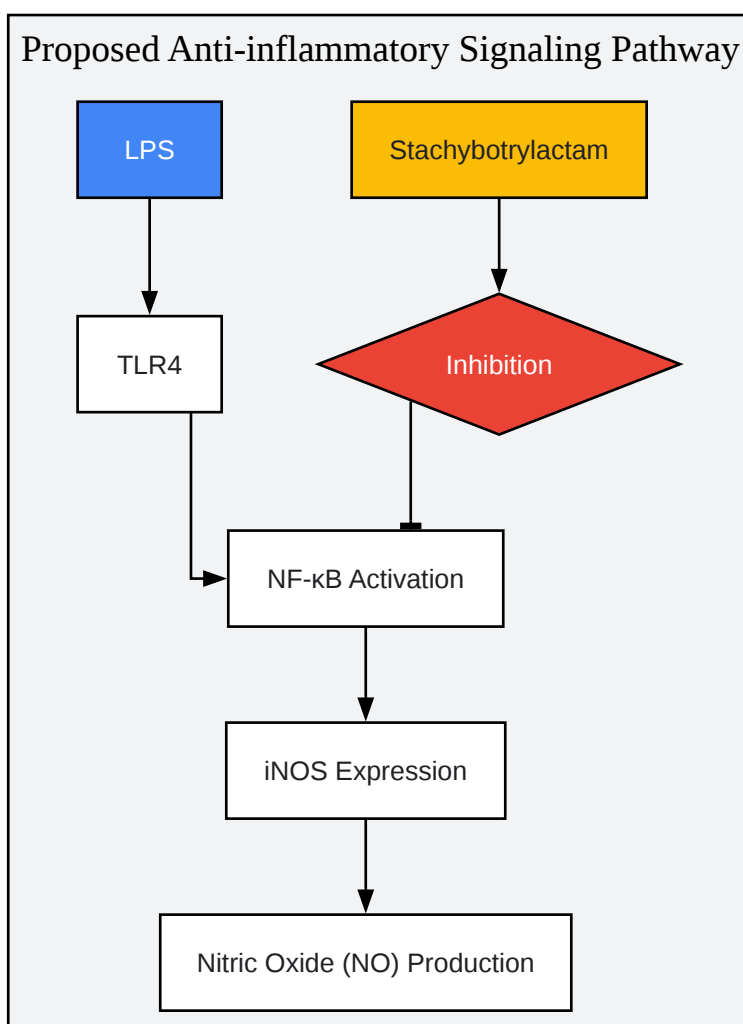 Proposed Anti-inflammatory Signaling Pathway
LPS
Stachybotrylactam
TLR4
Inhibition
NF-κB Activation
iNOS Expression
Nitric Oxide (NO) Production